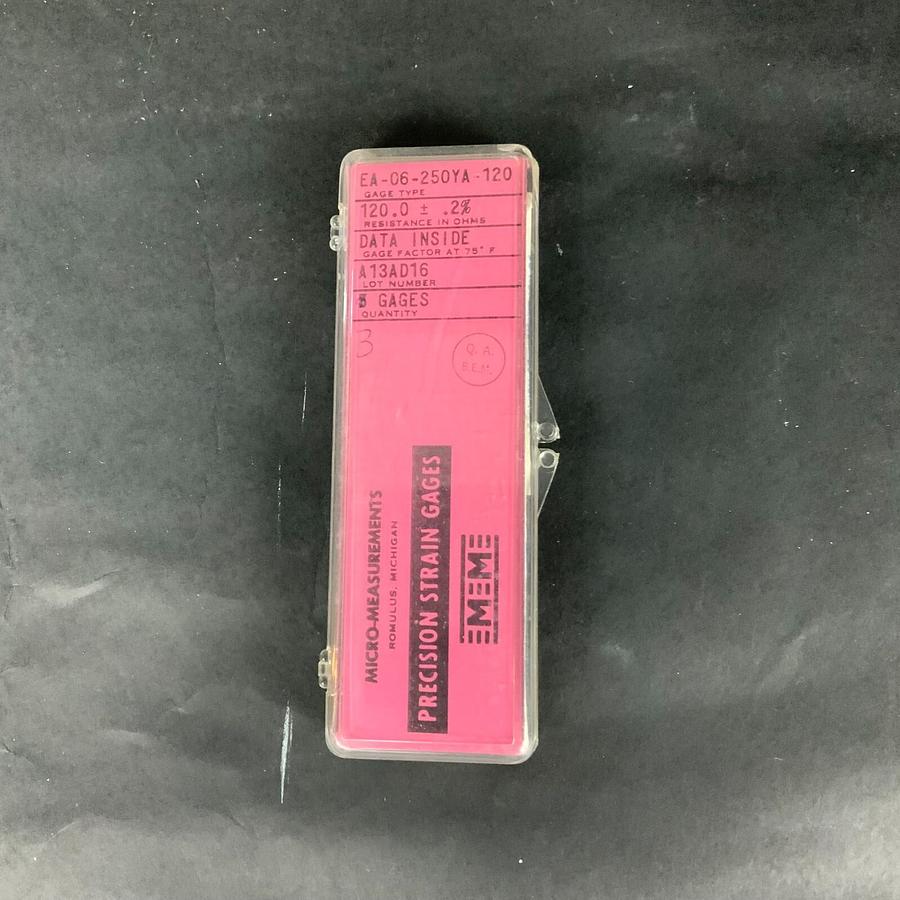 EA-06-250YA-120
GAGE TYPE
120.0 ± .2%
RESISTANCE IN OHMS
DATA INSIDE
GAGE FACTOR AT 75° F
A13AD16
LOT NUMBER
GAGES
QUANTITY
3
Q. A.
B.E.M.
MICRO-MEASUREMENTS
ROMULUS, MICHIGAN
PRECISION STRAIN GAGES
MM